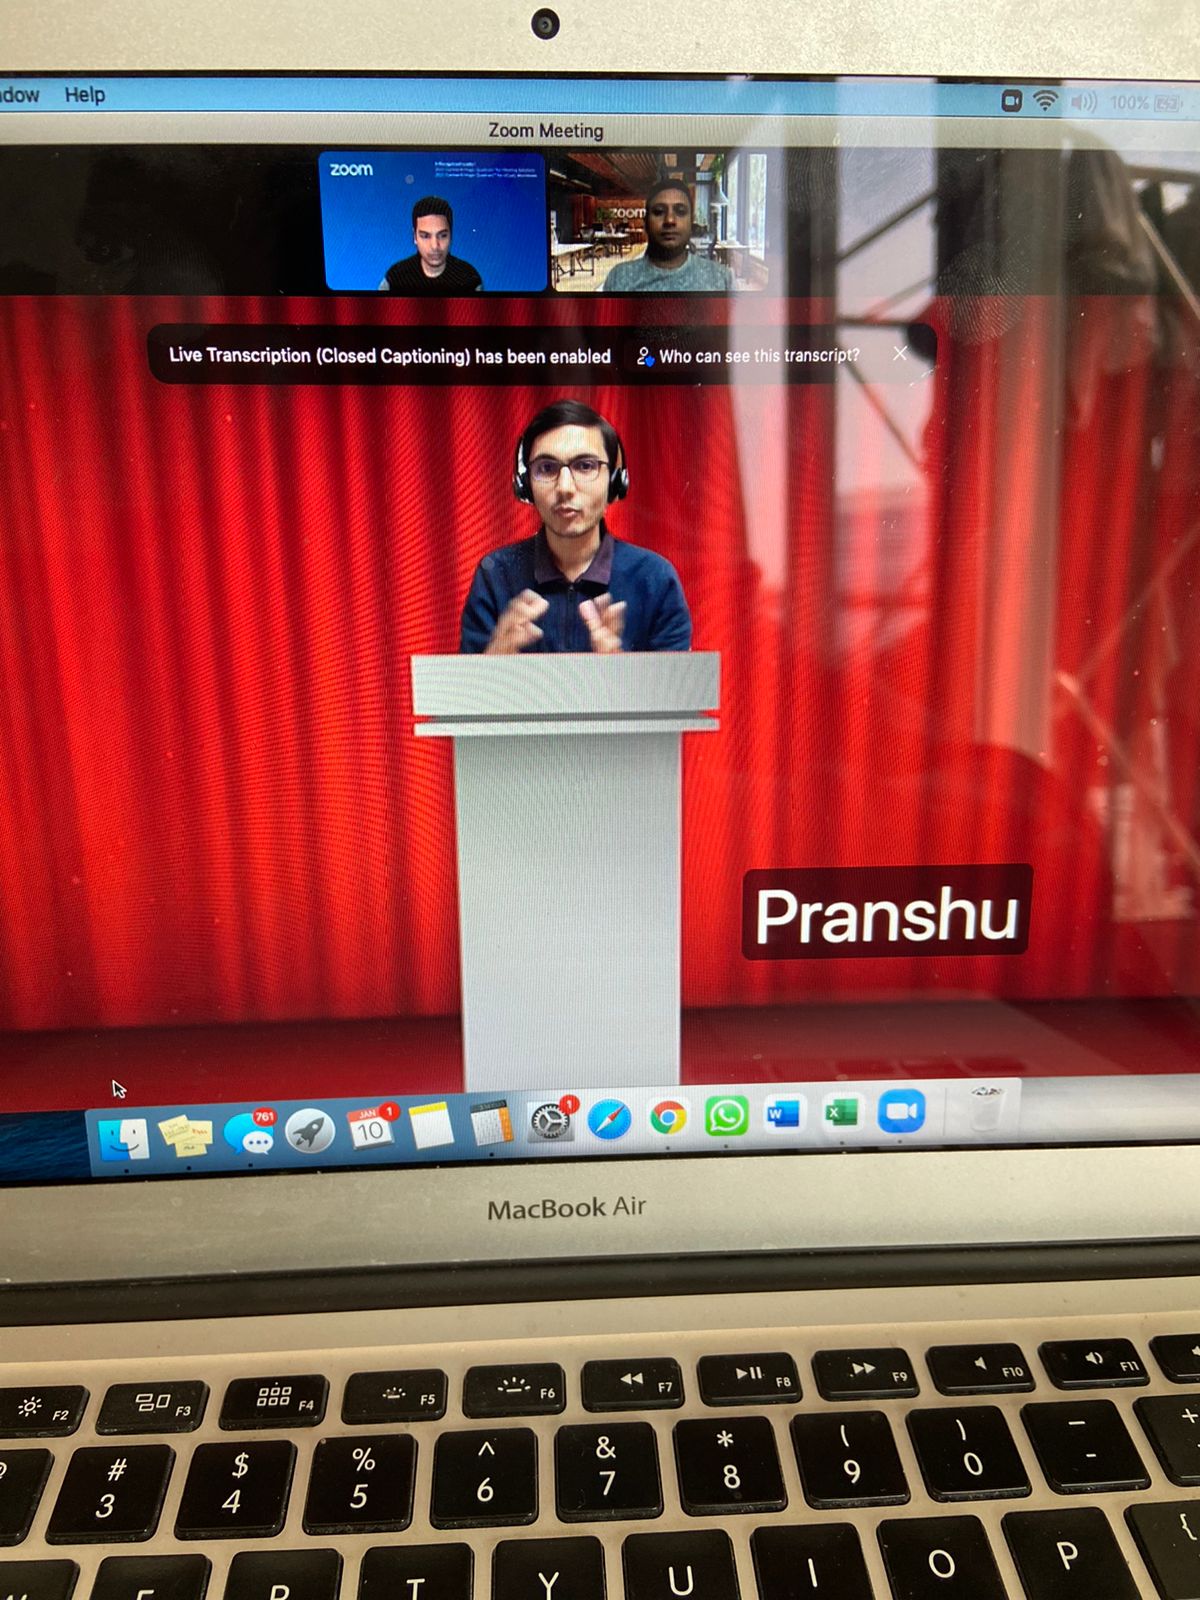 Help
100%
Zoom Meeting
zoom
zoom
Live Transcription (Closed Captioning) has been enabled
Who can see this transcript?
Pranshu
761
JAN
1
10
1
W
X
MacBook Air
F2
F3
F4
F5
F6
F7
F8
F9
F10
F11
# $ % ^ & * ( ) — +
3 4 5 6 7 8 9 0 -
T Y U I O P {